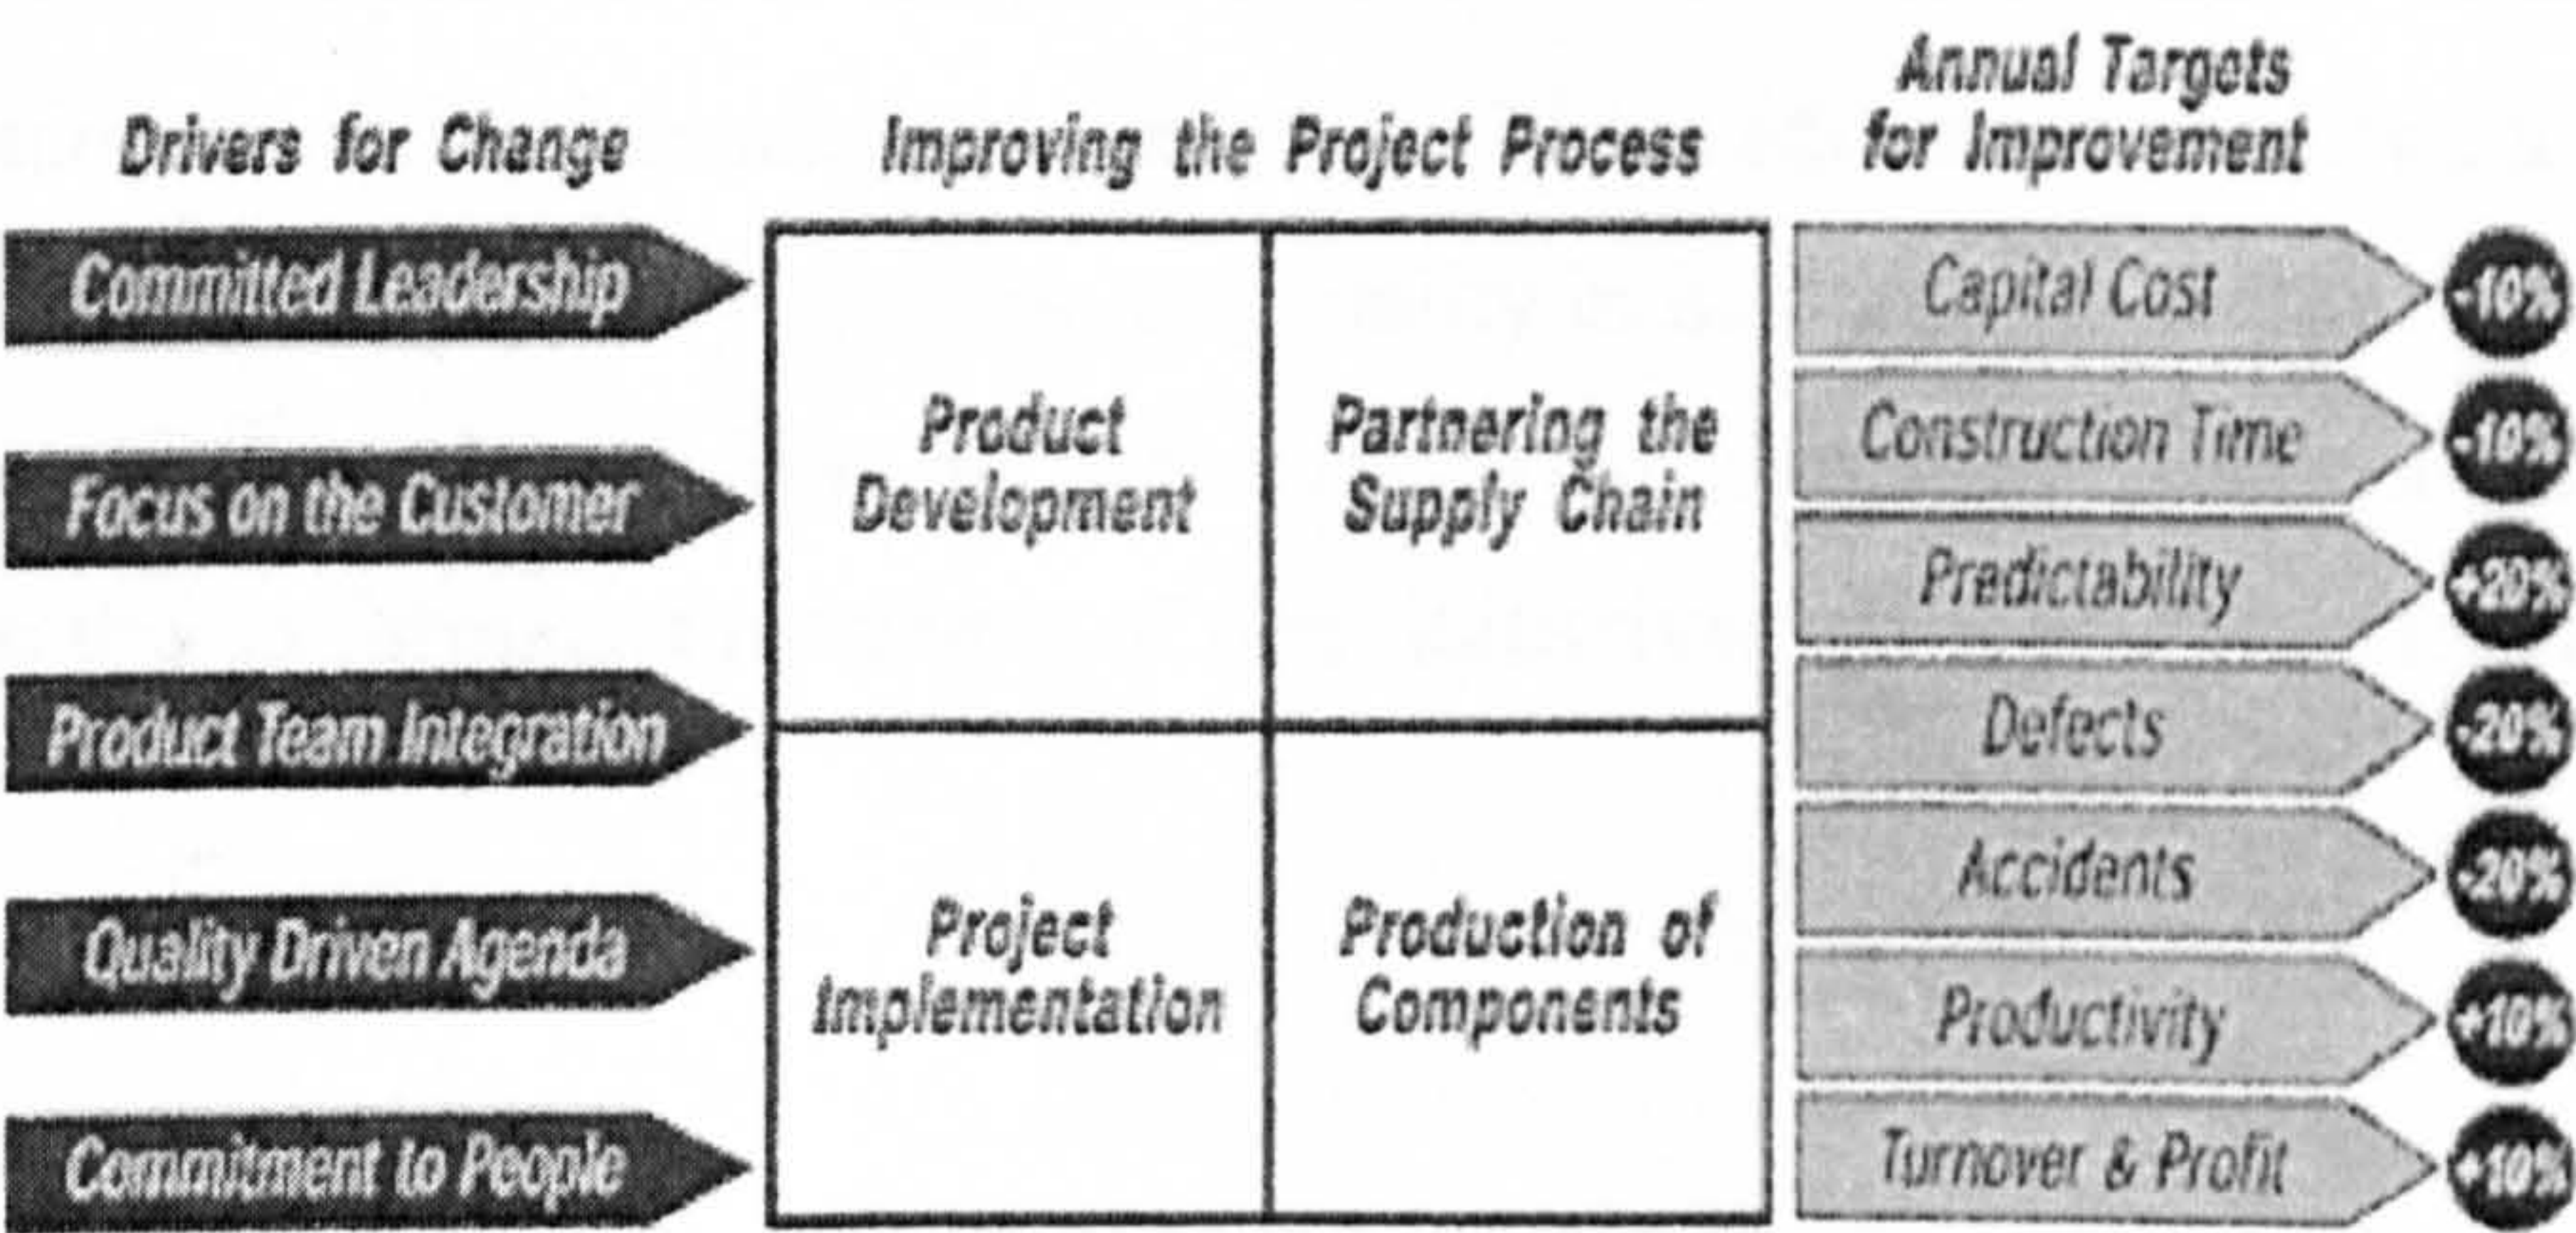 Drivers for Change
Committed Leadership
Focus on the Customer
Product Team Integration
Quality Driven Agenda
Commitment to People
Improving the Project Process
Product
Development
Partnering the
Supply Chain
Project
Implementation
Production of
Components
Annual Targets
for Improvement
Capital Cost
-10%
Construction Time
-10%
Predictability
+20%
Defects
-20%
Accidents
-20%
Productivity
+10%
Turnover & Profit
+10%